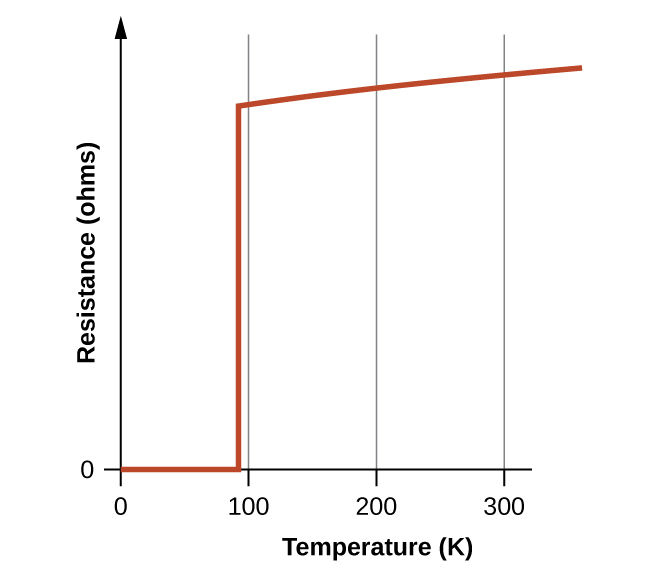 Resistance (ohms)
0
0 100 200 300
Temperature (K)